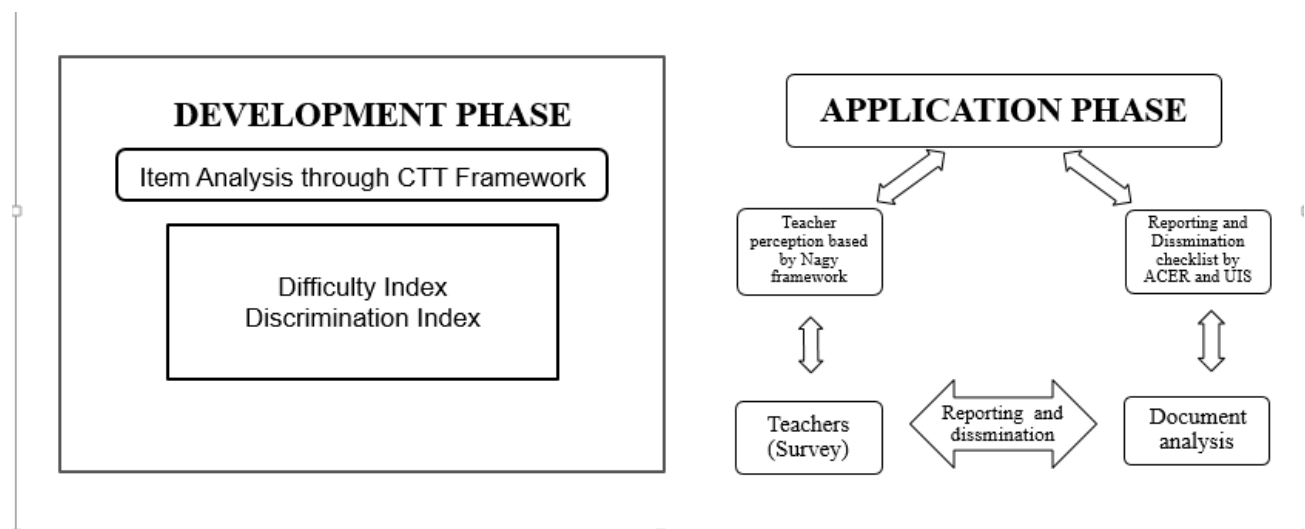 DEVELOPMENT PHASE
Item Analysis through CTT Framework
Difficulty Index
Discrimination Index
APPLICATION PHASE
Teacher
perception based
by Nagy
framework
Reporting and
Dissmination
checklist by
ACER and UIS
Teachers
(Survey)
Reporting and
dissmination
Document
analysis